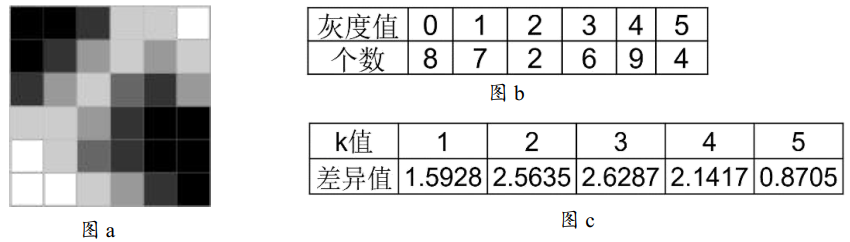 灰度值 0 1 2 3 4 5
个数 8 7 2 6 9 4
图 b
k值 1 2 3 4 5
差异值 1.5928 2.5635 2.6287 2.1417 0.8705
图 c
图 a